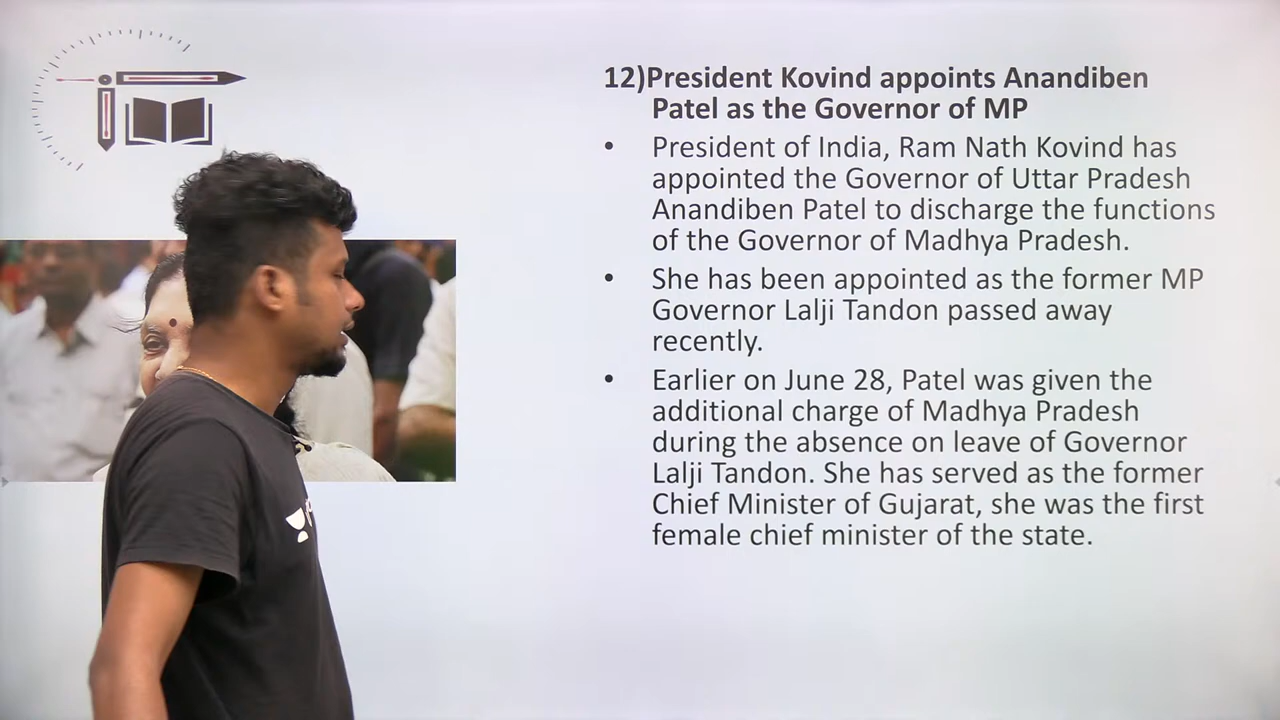 12)President Kovind appoints Anandiben
Patel as the Governor of MP
• President of India, Ram Nath Kovind has
appointed the Governor of Uttar Pradesh
Anandiben Patel to discharge the functions
of the Governor of Madhya Pradesh.
• She has been appointed as the former MP
Governor Lalji Tandon passed away
recently.
• Earlier on June 28, Patel was given the
additional charge of Madhya Pradesh
during the absence on leave of Governor
Lalji Tandon. She has served as the former
Chief Minister of Gujarat, she was the first
female chief minister of the state.